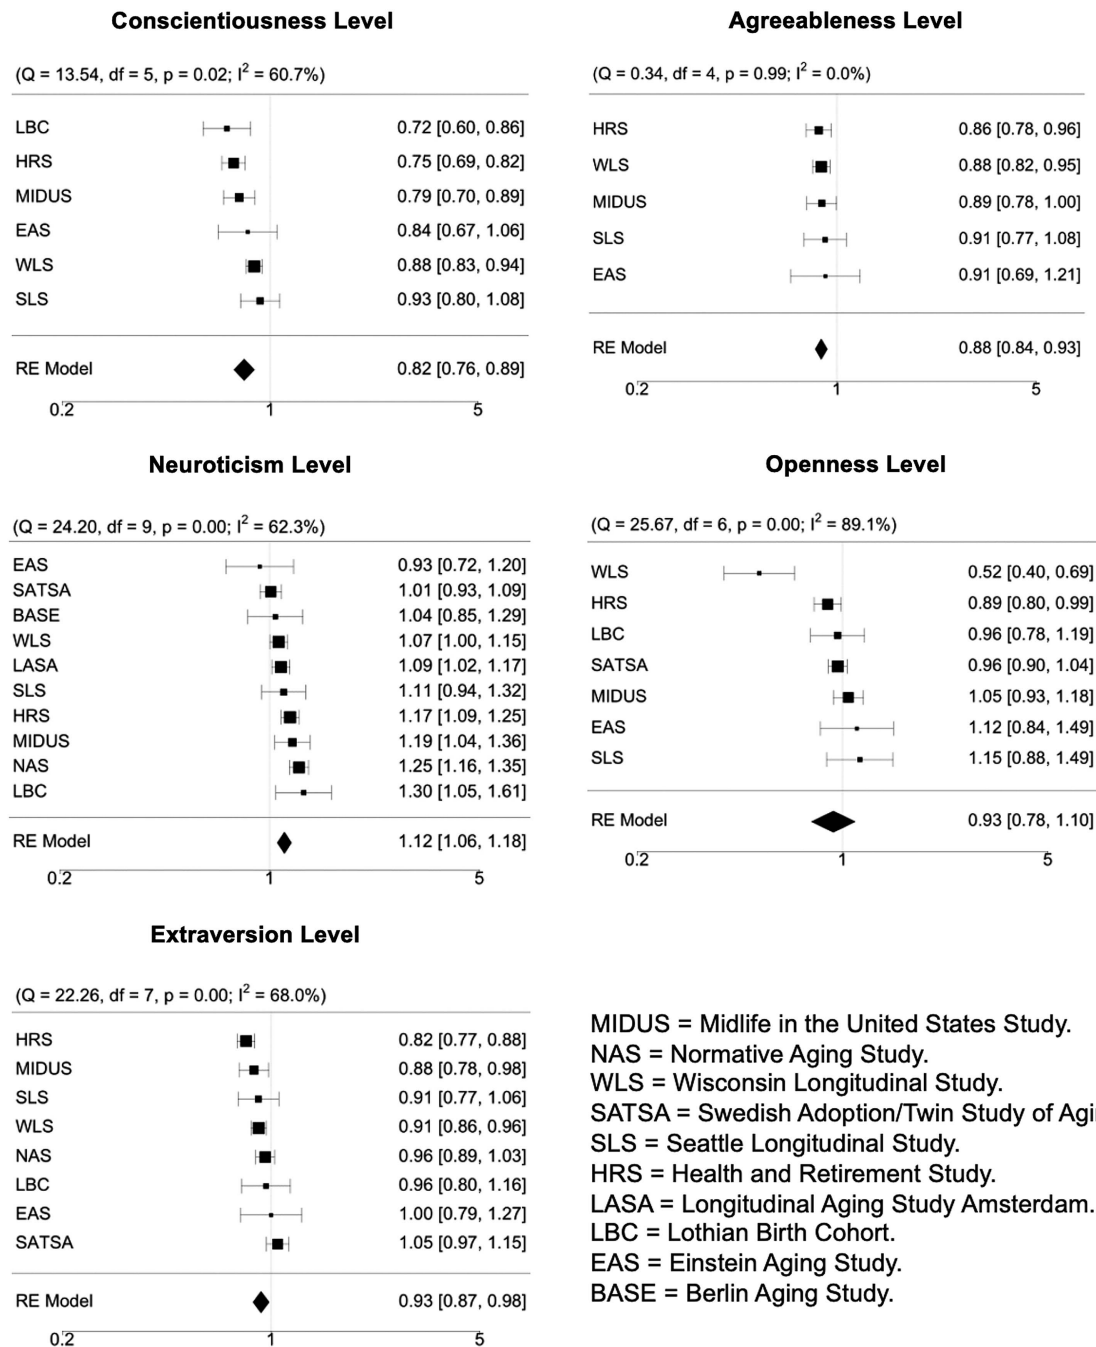 Conscientiousness Level
(Q = 13.54, df = 5, p = 0.02; I² = 60.7%)
LBC 0.72 [0.60, 0.86]
HRS 0.75 [0.69, 0.82]
MIDUS 0.79 [0.70, 0.89]
EAS 0.84 [0.67, 1.06]
WLS 0.88 [0.83, 0.94]
SLS 0.93 [0.80, 1.08]
RE Model 0.82 [0.76, 0.89]
0.2 1 5
Agreeableness Level
(Q = 0.34, df = 4, p = 0.99; I² = 0.0%)
HRS 0.86 [0.78, 0.96]
WLS 0.88 [0.82, 0.95]
MIDUS 0.89 [0.78, 1.00]
SLS 0.91 [0.77, 1.08]
EAS 0.91 [0.69, 1.21]
RE Model 0.88 [0.84, 0.93]
0.2 1 5
Neuroticism Level
(Q = 24.20, df = 9, p = 0.00; I² = 62.3%)
EAS 0.93 [0.72, 1.20]
SATSA 1.01 [0.93, 1.09]
BASE 1.04 [0.85, 1.29]
WLS 1.07 [1.00, 1.15]
LASA 1.09 [1.02, 1.17]
SLS 1.11 [0.94, 1.32]
HRS 1.17 [1.09, 1.25]
MIDUS 1.19 [1.04, 1.36]
NAS 1.25 [1.16, 1.35]
LBC 1.30 [1.05, 1.61]
RE Model 1.12 [1.06, 1.18]
0.2 1 5
Openness Level
(Q = 25.67, df = 6, p = 0.00; I² = 89.1%)
WLS 0.52 [0.40, 0.69]
HRS 0.89 [0.80, 0.99]
LBC 0.96 [0.78, 1.19]
SATSA 0.96 [0.90, 1.04]
MIDUS 1.05 [0.93, 1.18]
EAS 1.12 [0.84, 1.49]
SLS 1.15 [0.88, 1.49]
RE Model 0.93 [0.78, 1.10]
0.2 1 5
Extraversion Level
(Q = 22.26, df = 7, p = 0.00; I² = 68.0%)
HRS 0.82 [0.77, 0.88]
MIDUS 0.88 [0.78, 0.98]
SLS 0.91 [0.77, 1.06]
WLS 0.91 [0.86, 0.96]
NAS 0.96 [0.89, 1.03]
LBC 0.96 [0.80, 1.16]
EAS 1.00 [0.79, 1.27]
SATSA 1.05 [0.97, 1.15]
RE Model 0.93 [0.87, 0.98]
0.2 1 5
MIDUS = Midlife in the United States Study.
NAS = Normative Aging Study.
WLS = Wisconsin Longitudinal Study.
SATSA = Swedish Adoption/Twin Study of
SLS = Seattle Longitudinal Study.
HRS = Health and Retirement Study.
LASA = Longitudinal Aging Study Amsterdam.
LBC = Lothian Birth Cohort.
EAS = Einstein Aging Study.
BASE = Berlin Aging Study.